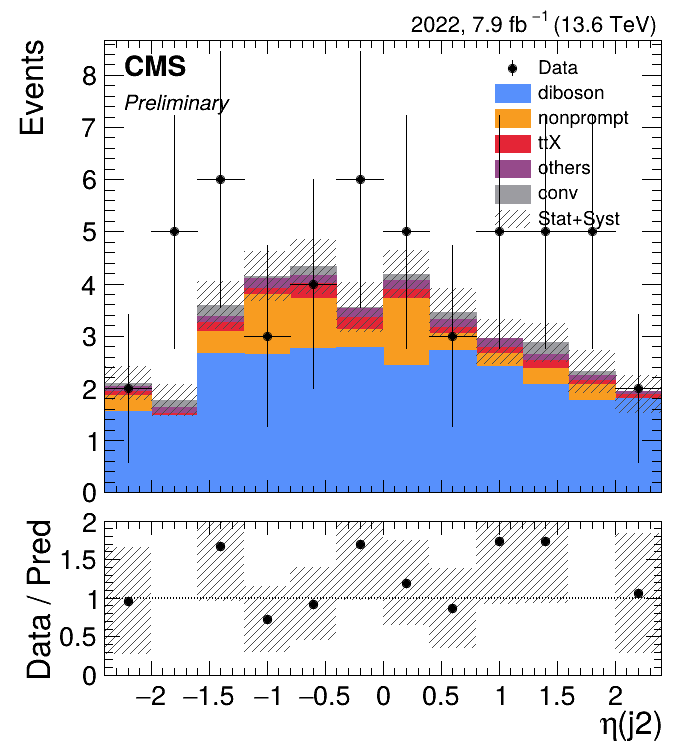 2022, 7.9 fb⁻¹ (13.6 TeV)
CMS
Preliminary
Events
Data
diboson
nonprompt
ttX
others
conv
Stat+Syst
8
7
6
5
4
3
2
1
0
Data / Pred
2
1.5
1
0.5
0
−2 −1.5 −1 −0.5 0 0.5 1 1.5 2
η(j2)